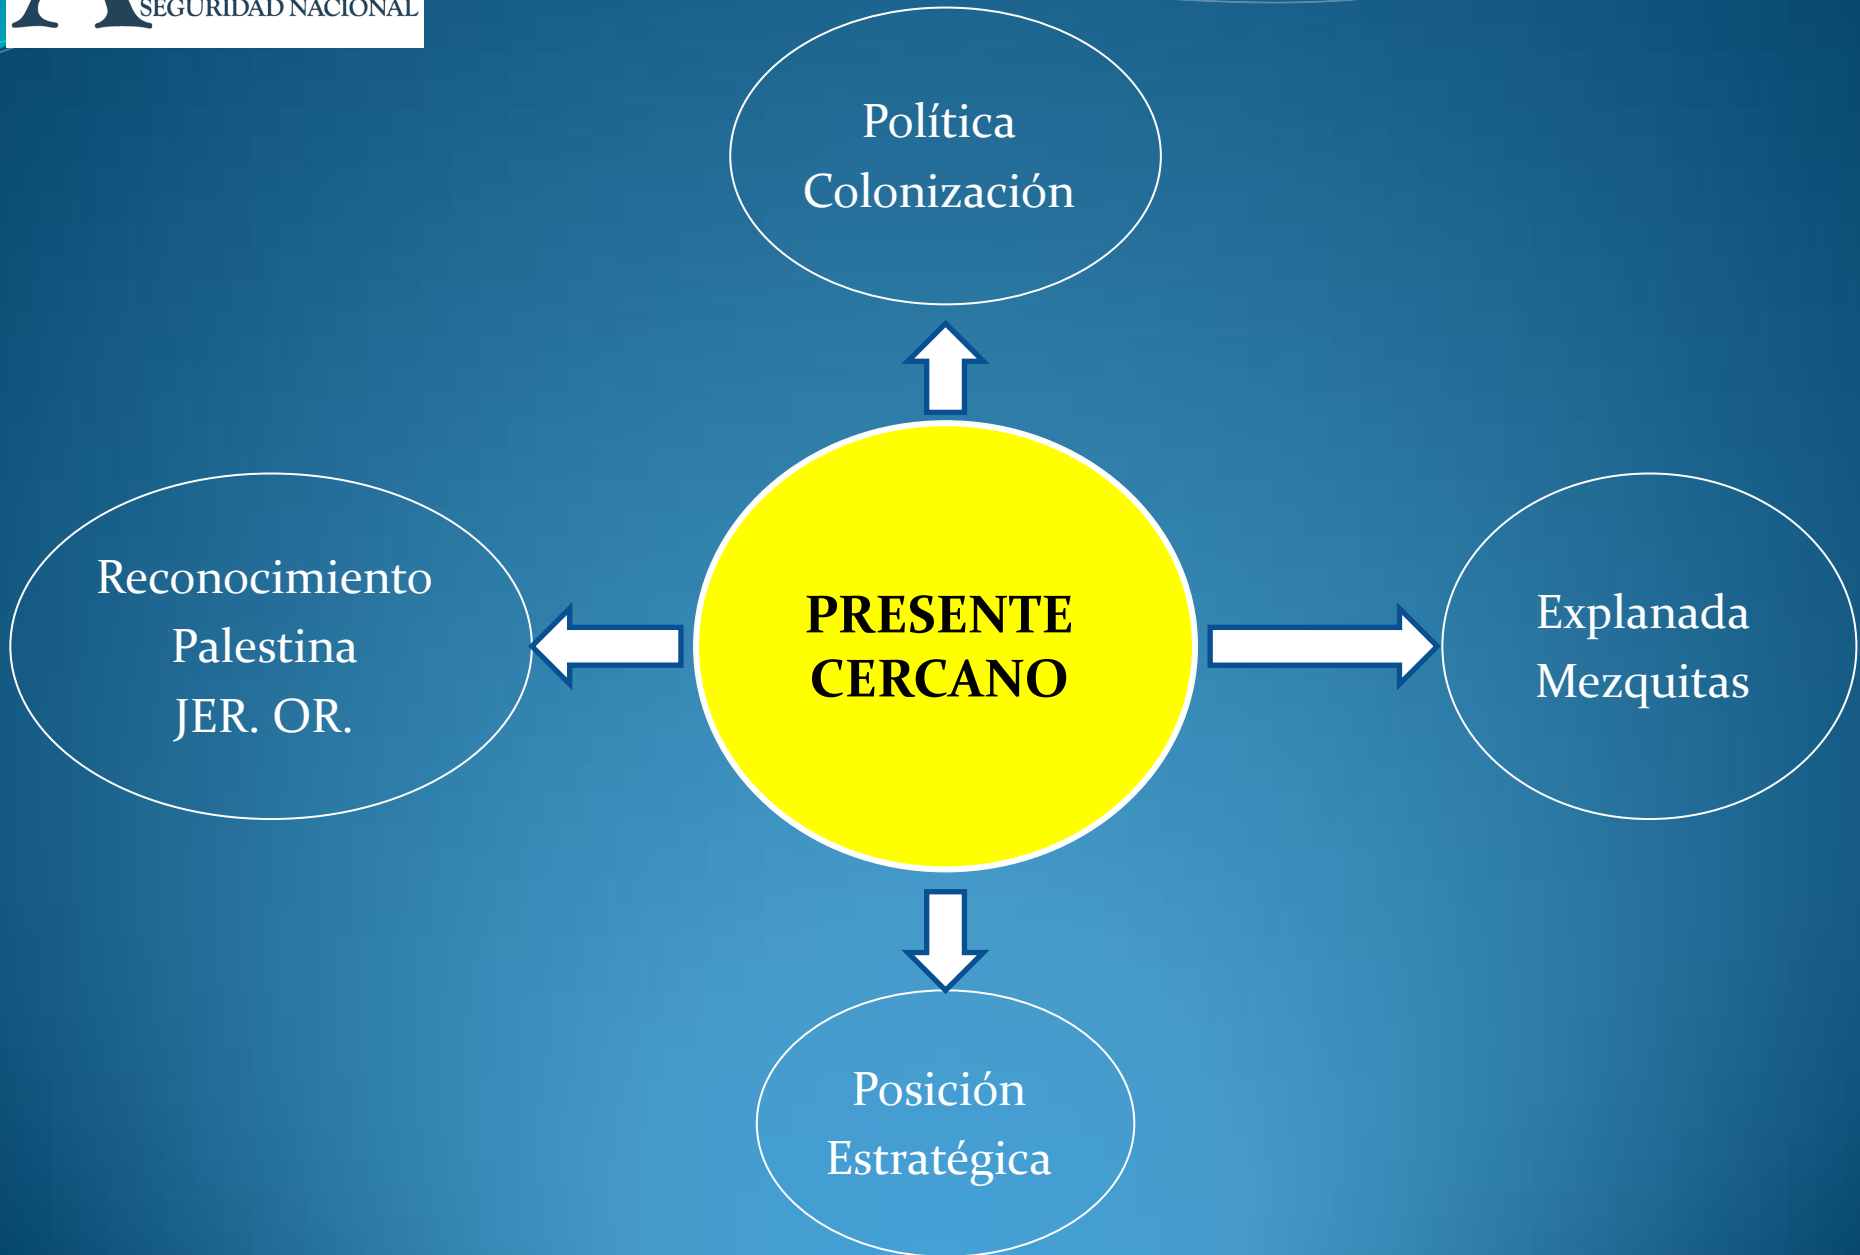 SEGURIDAD NACIONAL
Política
Colonización
Reconocimiento
Palestina
JER. OR.
PRESENTE
CERCANO
Explanada
Mezquitas
Posición
Estratégica